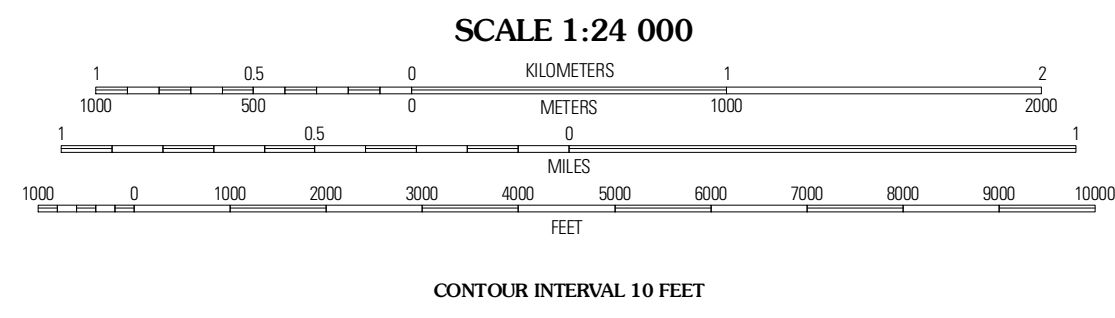 SCALE 1:24 000
1 0.5 0 KILOMETERS 1 2
1000 500 0 METERS 1000 2000
1 0.5 0 1
MILES
1000 0 1000 2000 3000 4000 5000 6000 7000 8000 9000 10000
FEET
CONTOUR INTERVAL 10 FEET